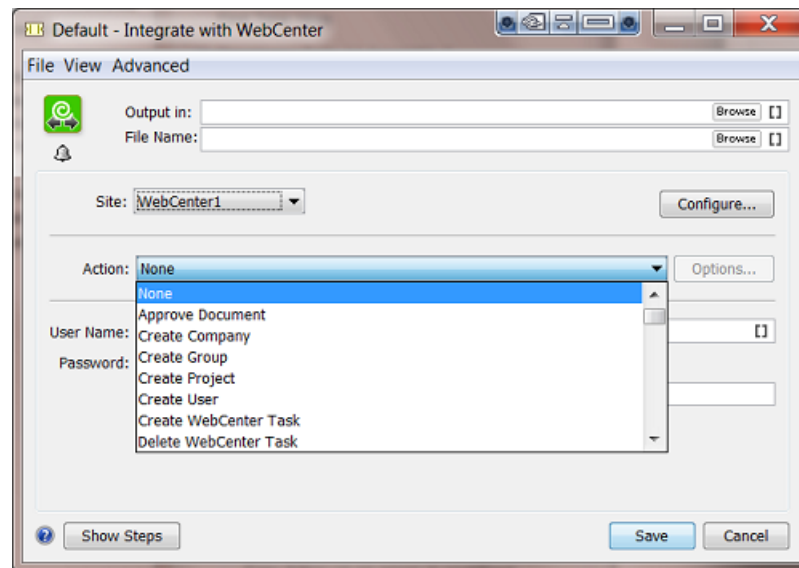 Default - Integrate with WebCenter
File View Advanced
Output in: Browse []
File Name: Browse []
Site: WebCenter1 Configure...
Action: None Options...
None
Approve Document
Create Company
Create Group
Create Project
Create User
Create WebCenter Task
Delete WebCenter Task
User Name: []
Password:
Show Steps Save Cancel